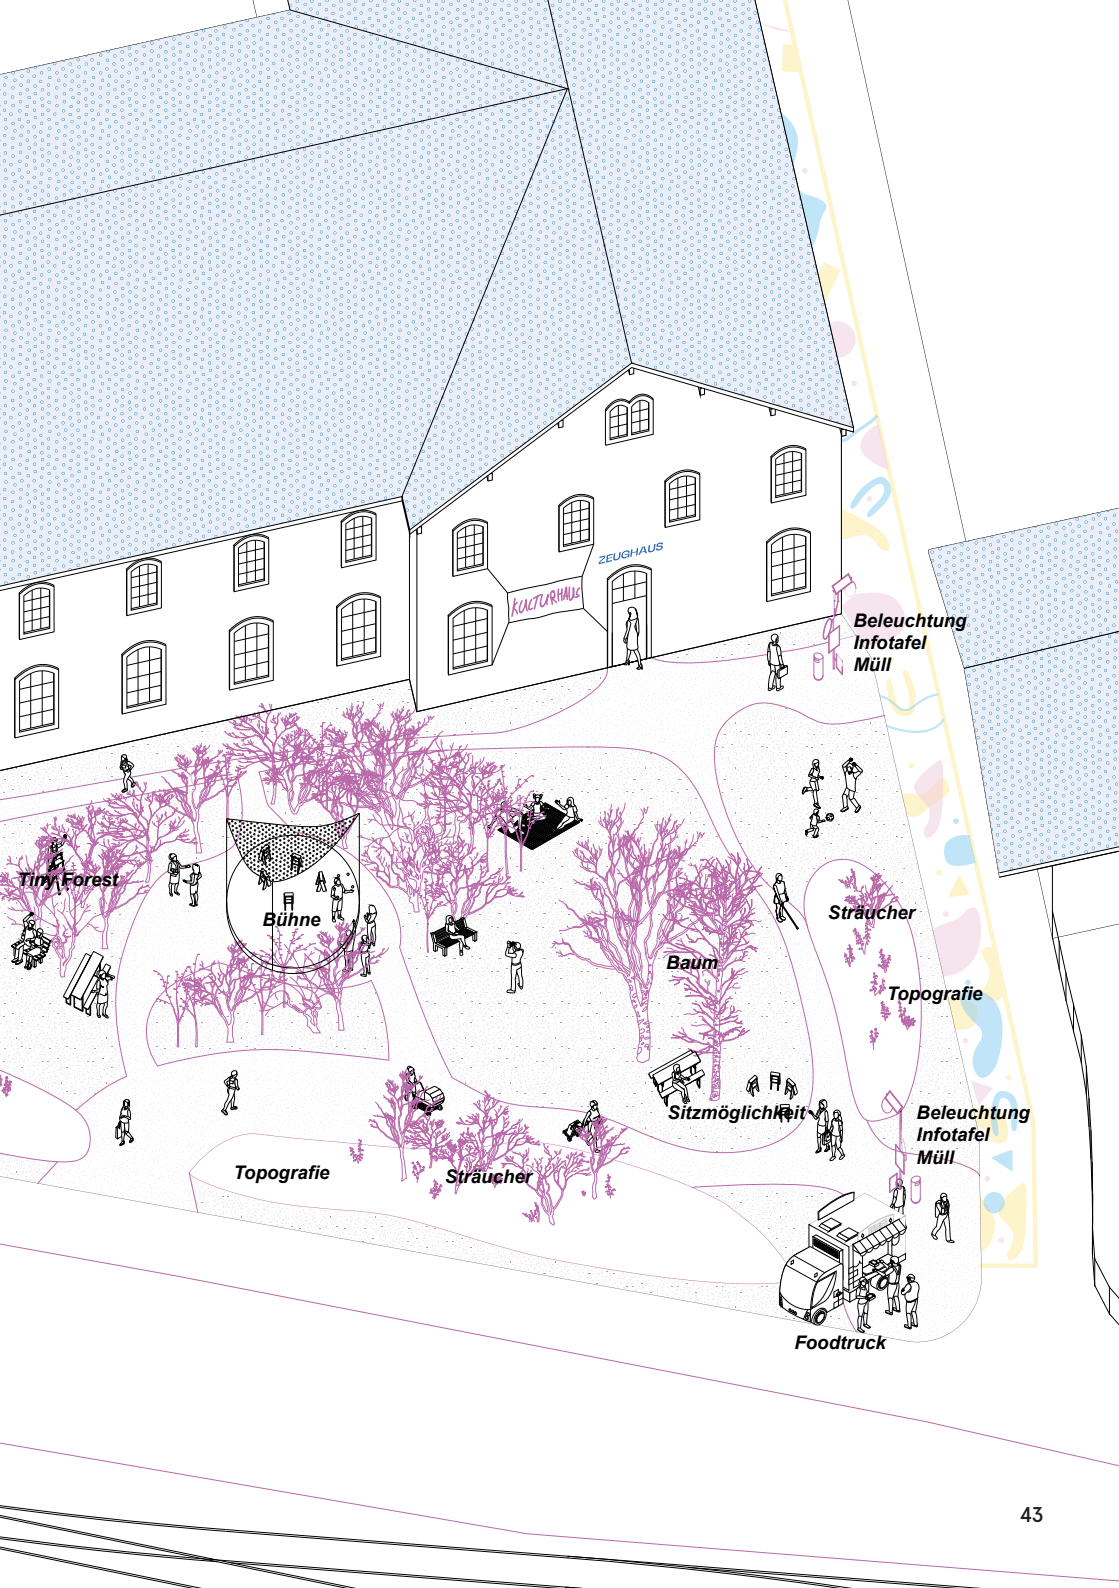 ZEUGHAUS
KULTURHAUS
Beleuchtung
Infotafel
Müll
Tiny Forest
Bühne
Sträucher
Baum
Topografie
Sitzmöglichkeit
Beleuchtung
Infotafel
Müll
Topografie
Sträucher
Foodtruck
43